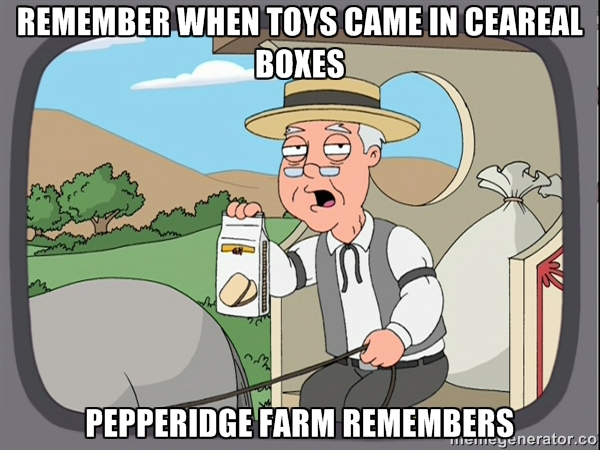 REMEMBER WHEN TOYS CAME IN CEAREAL
BOXES
PEPPERIDGE FARM REMEMBERS
memegenerator.co